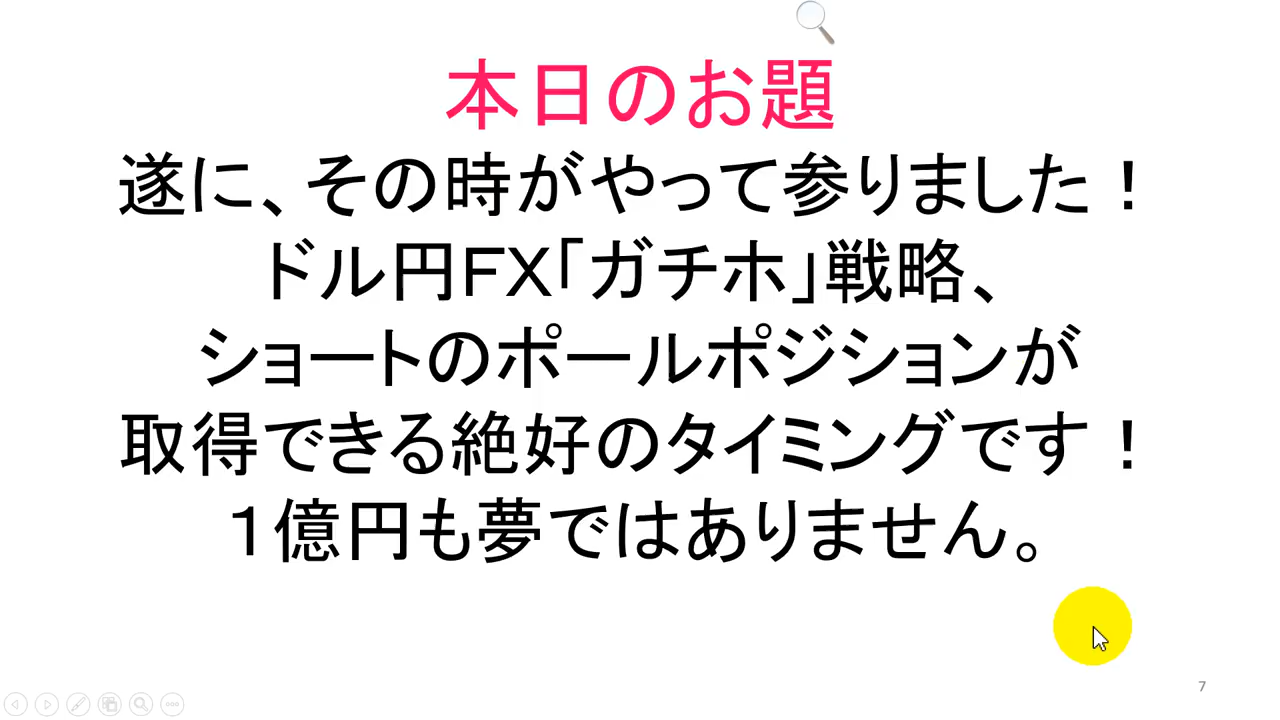 本日のお題
遂に、その時がやって参りました！
ドル円ＦＸ「ガチホ」戦略、
ショートのポールポジションが
取得できる絶好のタイミングです！
１億円も夢ではありません。
7